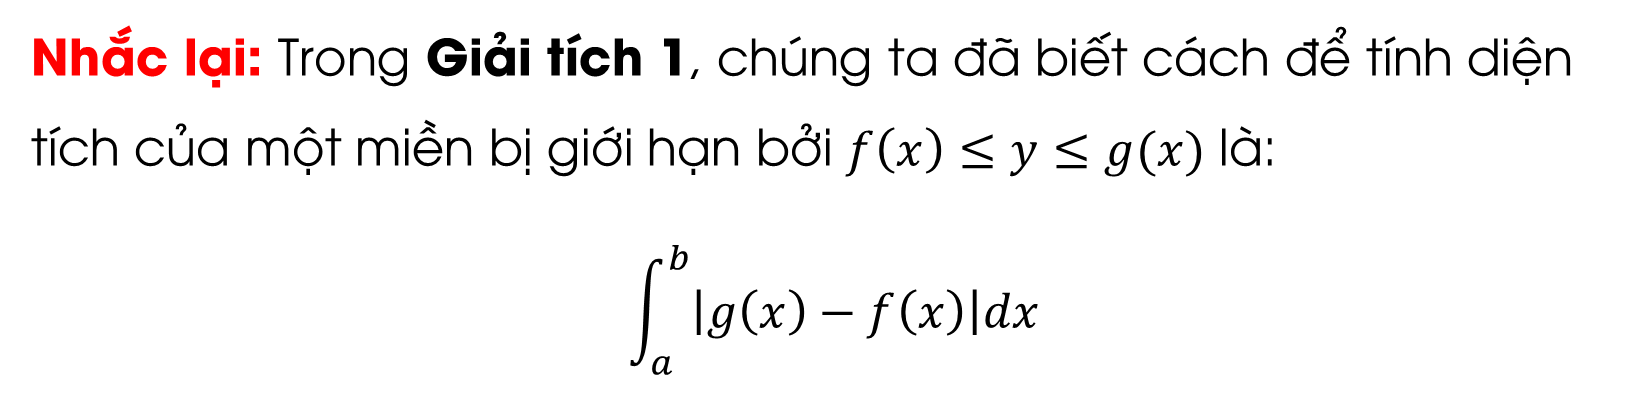 Nhắc lại: Trong Giải tích 1, chúng ta đã biết cách để tính diện
tích của một miền bị giới hạn bởi f(x) ≤ y ≤ g(x) là:
∫_a^b |g(x) − f(x)|dx